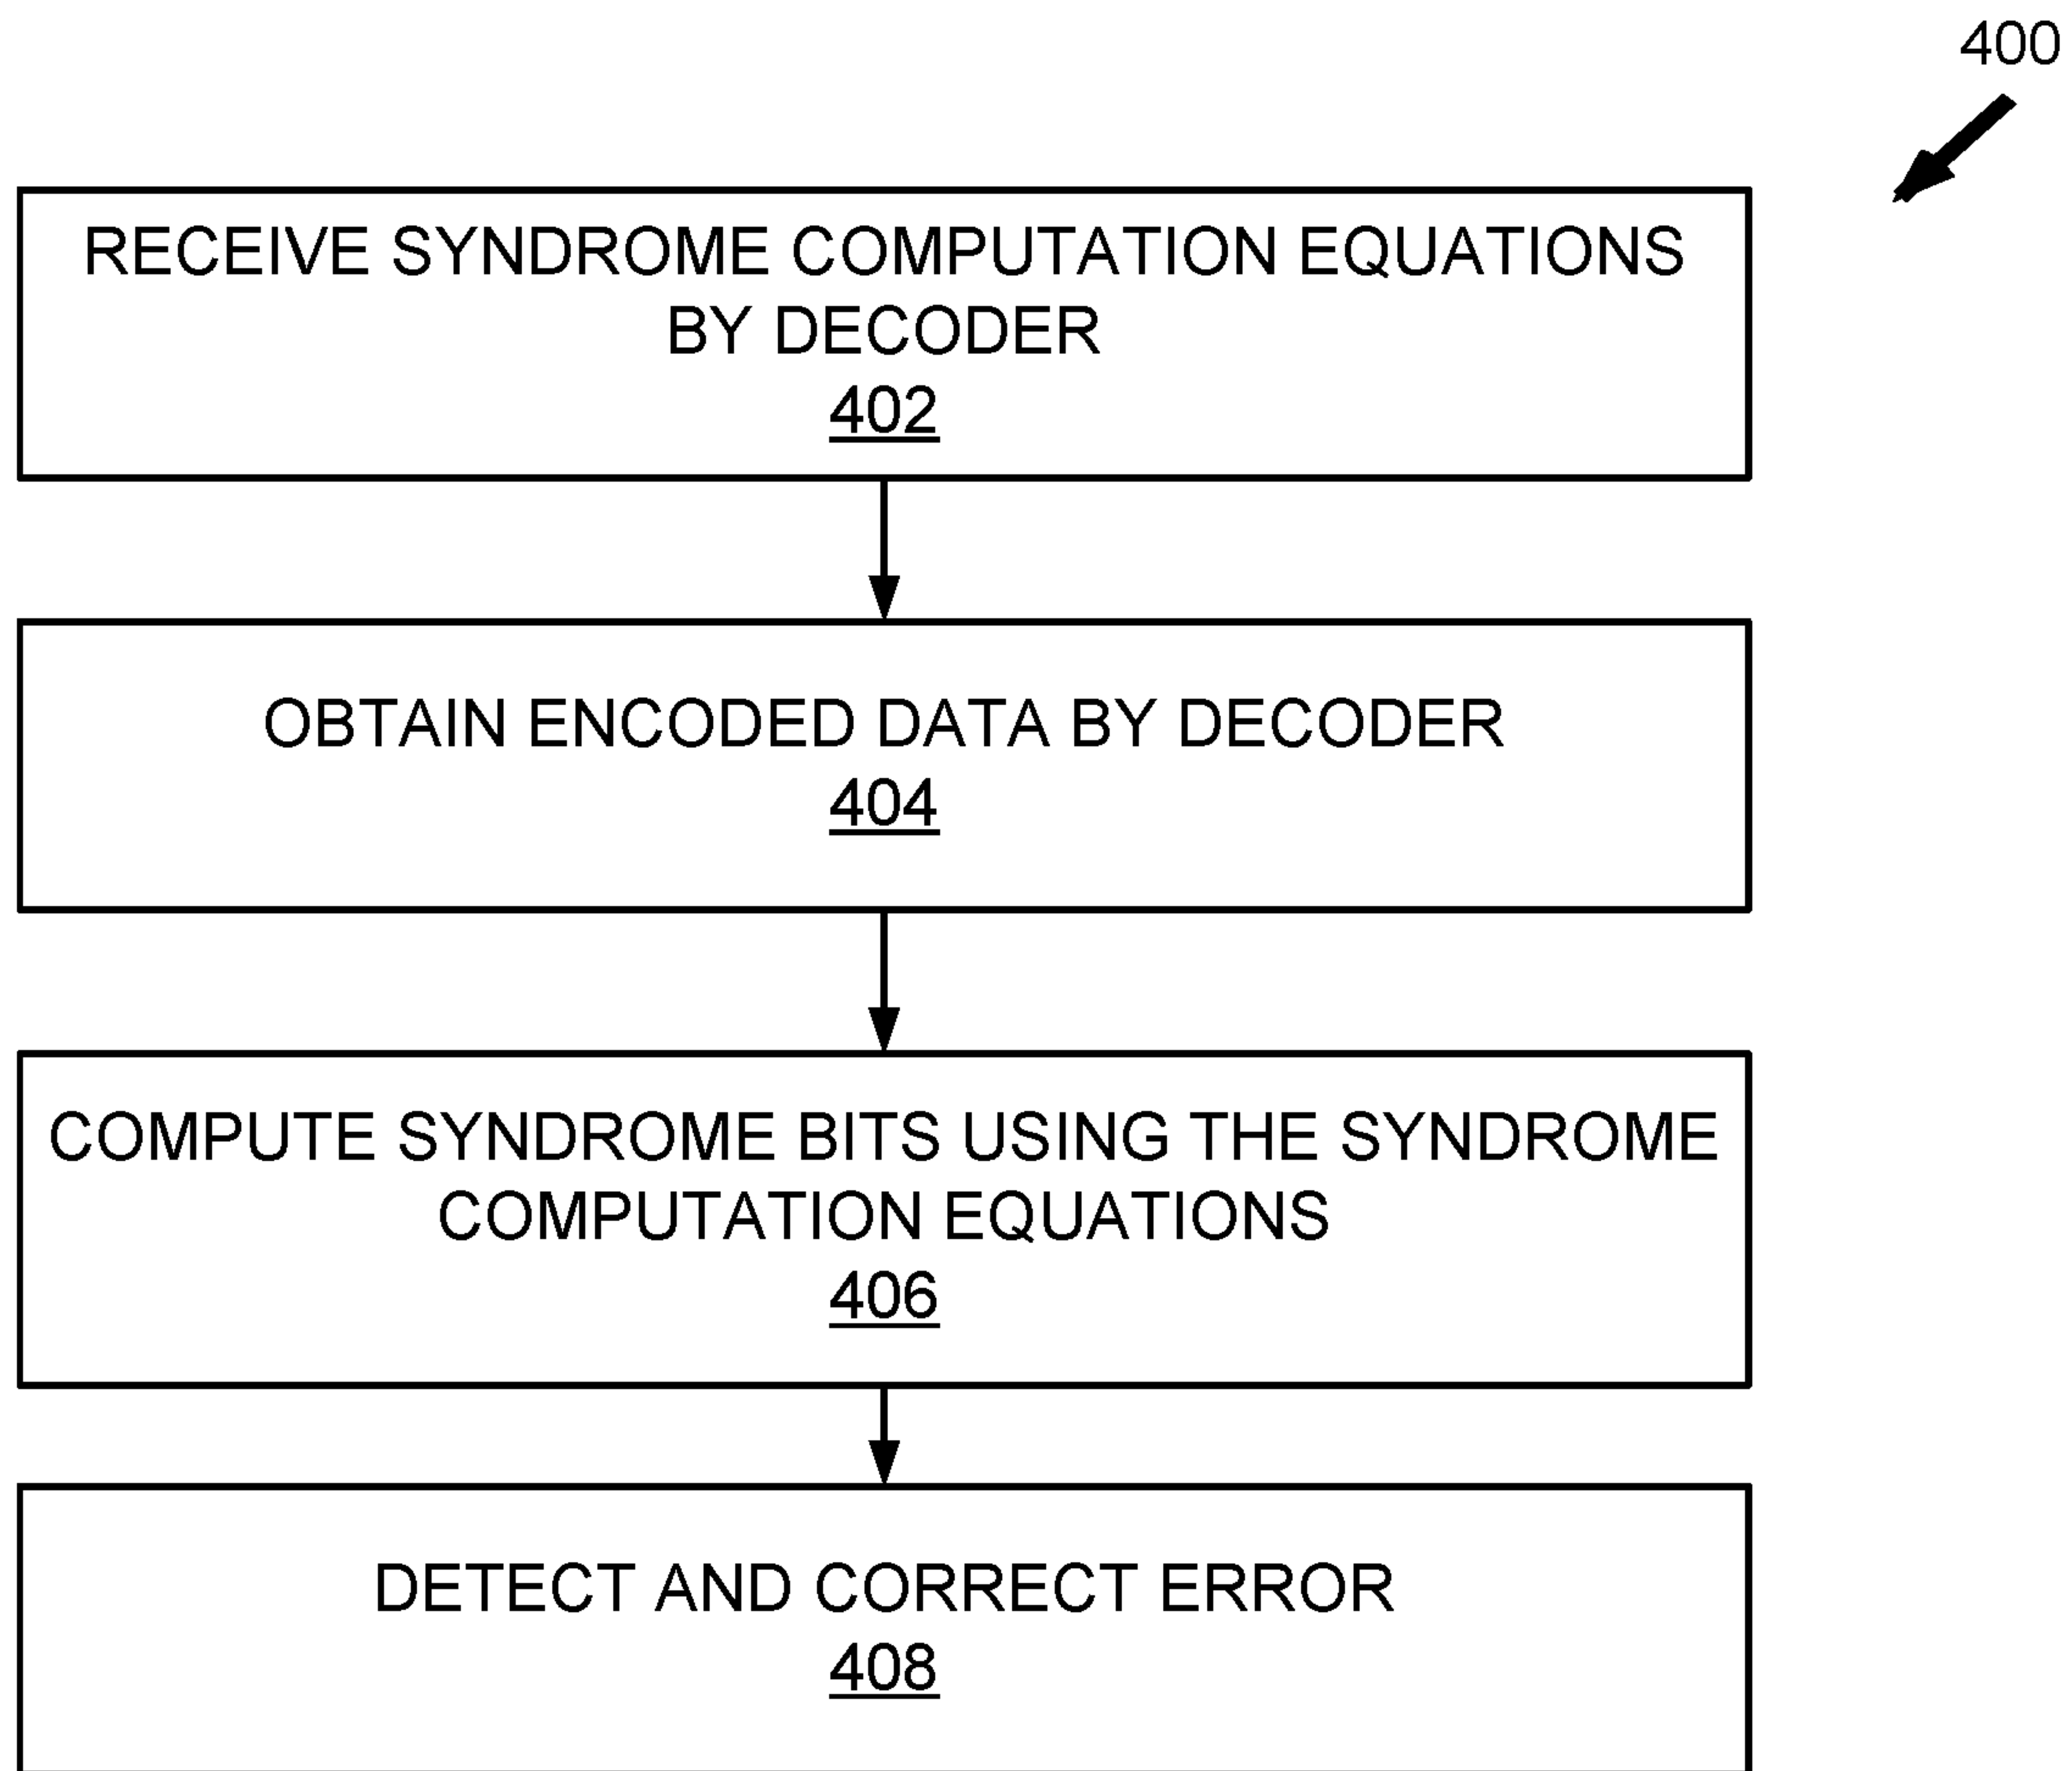 400
RECEIVE SYNDROME COMPUTATION EQUATIONS
BY DECODER
402
OBTAIN ENCODED DATA BY DECODER
404
COMPUTE SYNDROME BITS USING THE SYNDROME
COMPUTATION EQUATIONS
406
DETECT AND CORRECT ERROR
408